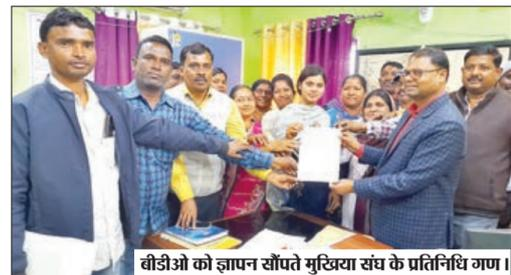 बीडीओ को ज्ञापन सौंपते मुखिया संघ के प्रतिनिधि गण ।